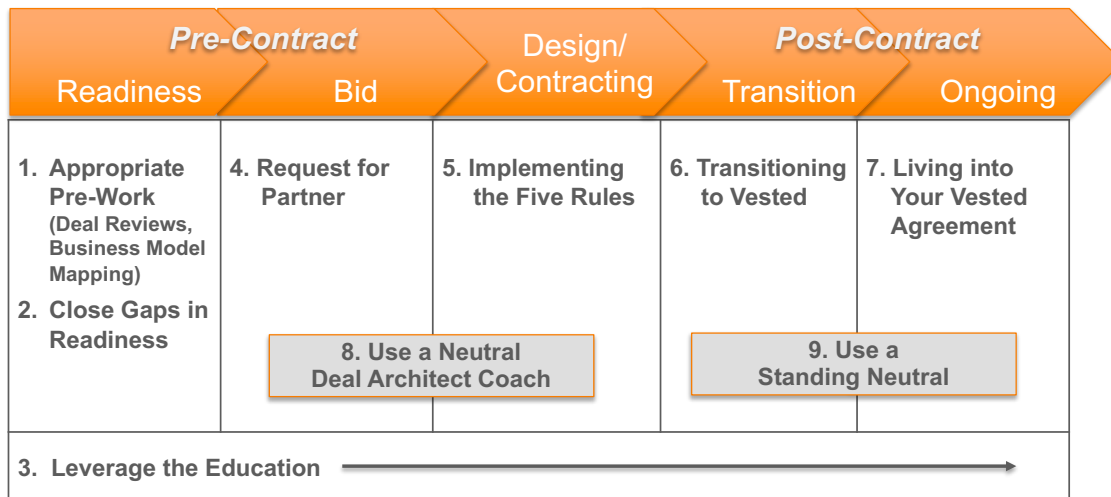 Pre-Contract
Post-Contract
Readiness
Bid
Design/
Contracting
Transition
Ongoing
1. Appropriate
Pre-Work
(Deal Reviews,
Business Model
Mapping)
2. Close Gaps in
Readiness
4. Request for
Partner
5. Implementing
the Five Rules
6. Transitioning
to Vested
7. Living into
Your Vested
Agreement
8. Use a Neutral
Deal Architect Coach
9. Use a
Standing Neutral
3. Leverage the Education